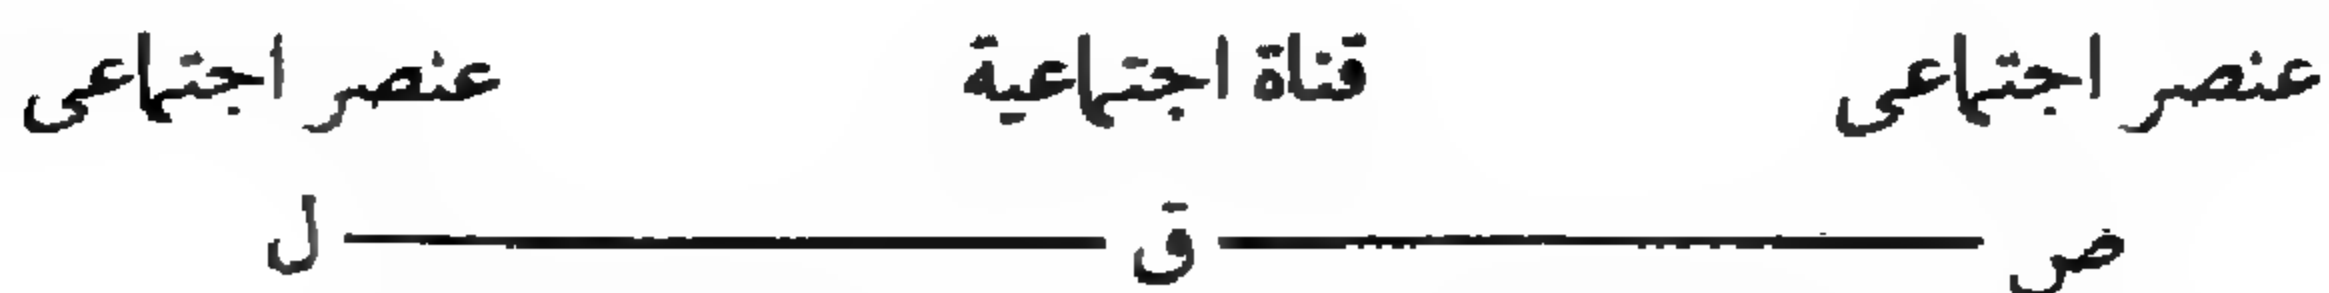 عنصر اجتماعى قناة اجتماعية عنصر اجتماعى
ض ق ل